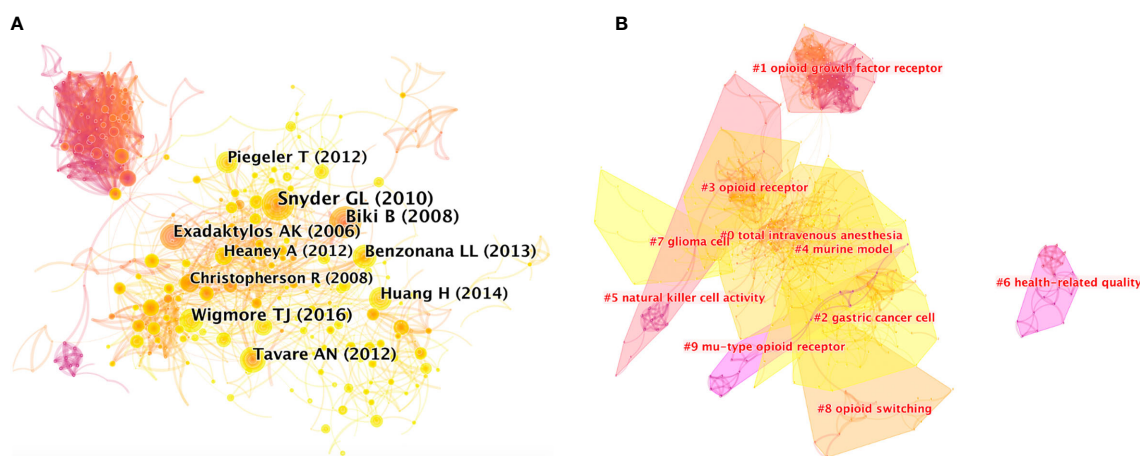 A
Piegeler T (2012)
Snyder GL (2010)
Biki B (2008)
Exadaktylos AK (2006)
Heaney A (2012)
Benzonana LL (2013)
Christopherson R (2008)
Huang H (2014)
Wigmore TJ (2016)
Tavare AN (2012)
B
#1 opioid growth factor receptor
#3 opioid receptor
#0 total intravenous anesthesia
#7 glioma cell
#4 murine model
#6 health-related quality
#5 natural killer cell activity
#2 gastric cancer cell
#9 mu-type opioid receptor
#8 opioid switching